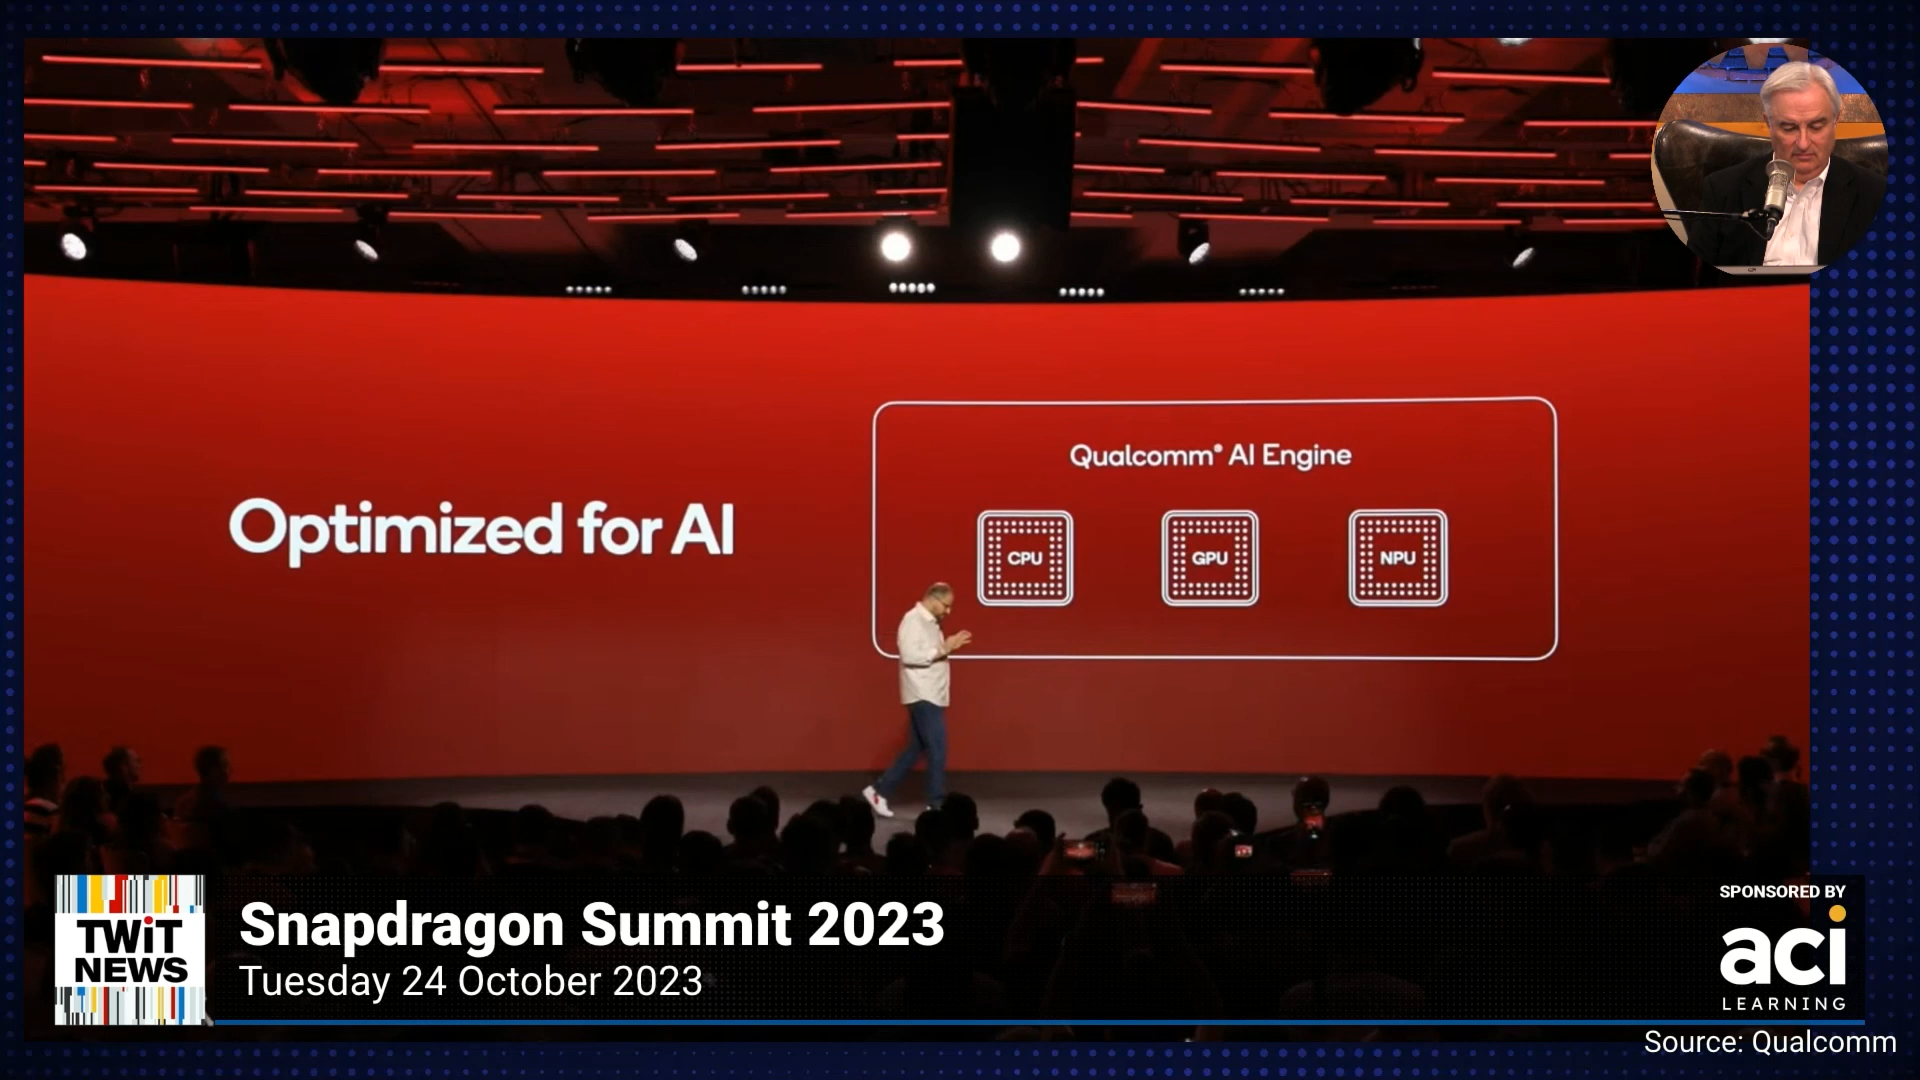 Qualcomm® AI Engine
Optimized for AI
CPU
GPU
NPU
TWiT
NEWS
Snapdragon Summit 2023
Tuesday 24 October 2023
SPONSORED BY
aci
LEARNING
Source: Qualcomm